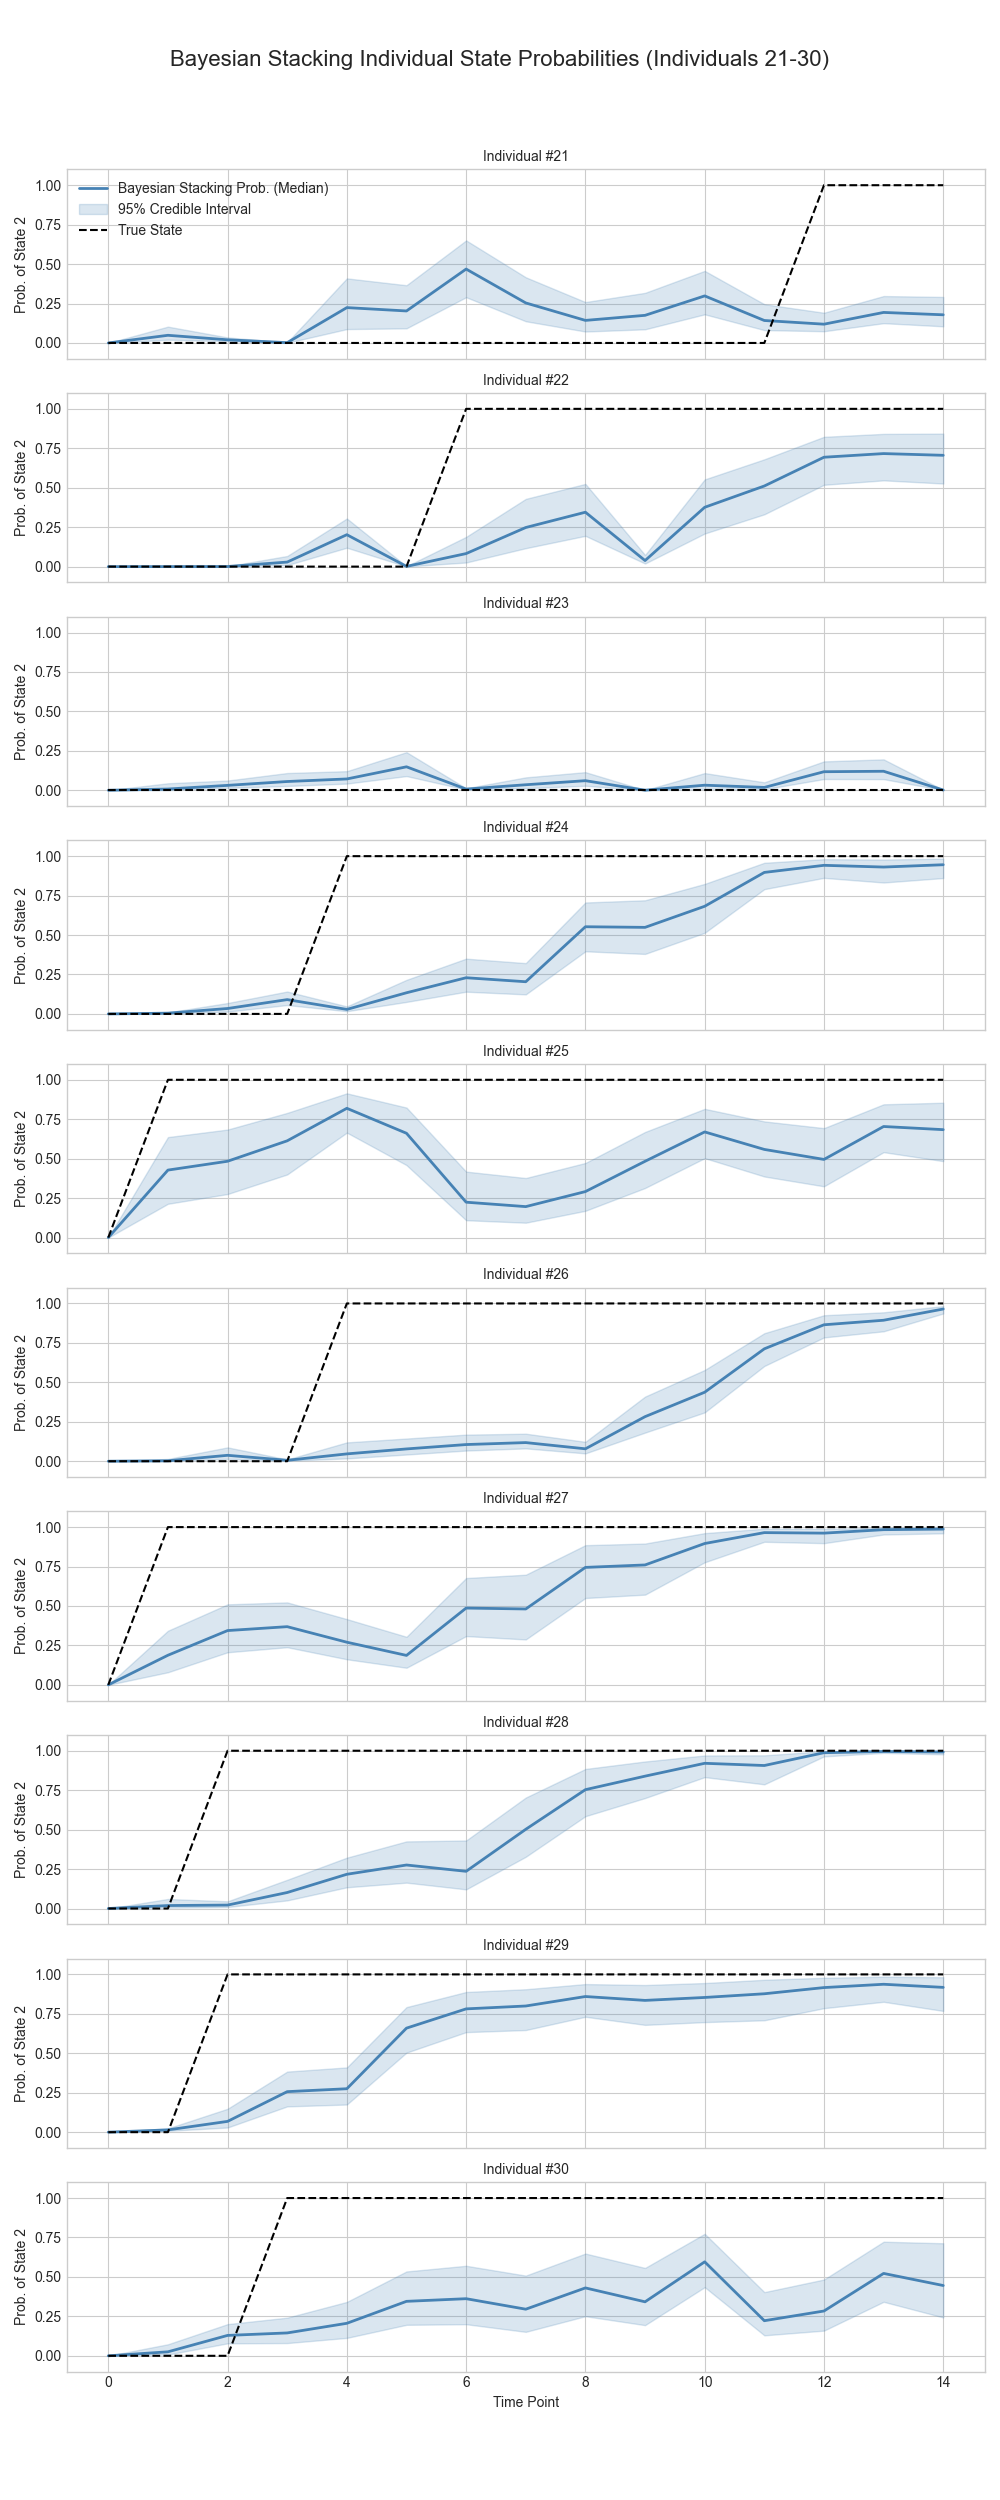 Bayesian Stacking Individual State Probabilities (Individuals 21-30)
Individual #21
1.00
0.75
0.50
0.25
0.00
Prob. of State 2
Bayesian Stacking Prob. (Median)
95% Credible Interval
True State
Individual #22
1.00
0.75
0.50
0.25
0.00
Prob. of State 2
Individual #23
1.00
0.75
0.50
0.25
0.00
Prob. of State 2
Individual #24
1.00
0.75
0.50
0.25
0.00
Prob. of State 2
Individual #25
1.00
0.75
0.50
0.25
0.00
Prob. of State 2
Individual #26
1.00
0.75
0.50
0.25
0.00
Prob. of State 2
Individual #27
1.00
0.75
0.50
0.25
0.00
Prob. of State 2
Individual #28
1.00
0.75
0.50
0.25
0.00
Prob. of State 2
Individual #29
1.00
0.75
0.50
0.25
0.00
Prob. of State 2
Individual #30
1.00
0.75
0.50
0.25
0.00
Prob. of State 2
0 2 4 6 8 10 12 14
Time Point